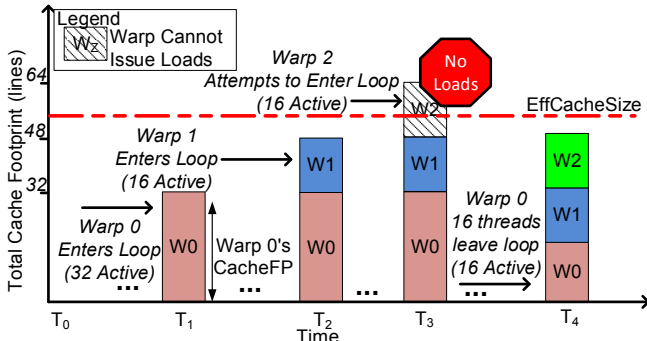 Legend
Wz Warp Cannot
Issue Loads
Total Cache Footprint (lines)
64
48
32
Warp 2
Attempts to Enter Loop
(16 Active)
No
Loads
EffCacheSize
Warp 1
Enters Loop
(16 Active)
Warp 0
Enters Loop
(32 Active)
Warp 0's
CacheFP
Warp 0
16 threads
leave loop
(16 Active)
W0
W1
W0
W2
W1
W0
W2
W1
W0
... ... ... ...
T0 T1 T2 T3 T4
Time